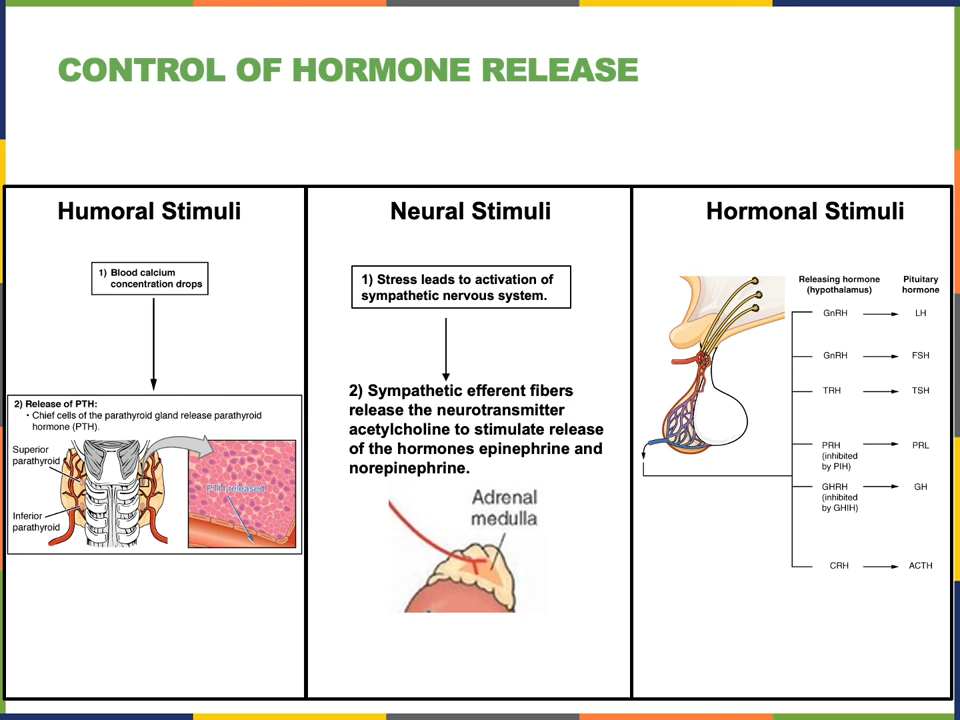 CONTROL OF HORMONE RELEASE
Humoral Stimuli
1) Blood calcium
concentration drops
2) Release of PTH:
• Chief cells of the parathyroid gland release parathyroid
hormone (PTH).
Superior
parathyroid
PTH released
Inferior
parathyroid
Neural Stimuli
1) Stress leads to activation of
sympathetic nervous system.
2) Sympathetic efferent fibers
release the neurotransmitter
acetylcholine to stimulate release
of the hormones epinephrine and
norepinephrine.
Adrenal
medulla
Hormonal Stimuli
Releasing hormone
(hypothalamus)
Pituitary
hormone
GnRH
LH
GnRH
FSH
TRH
TSH
PRH
(inhibited
by PIH)
PRL
GHRH
(inhibited
by GHIH)
GH
CRH
ACTH